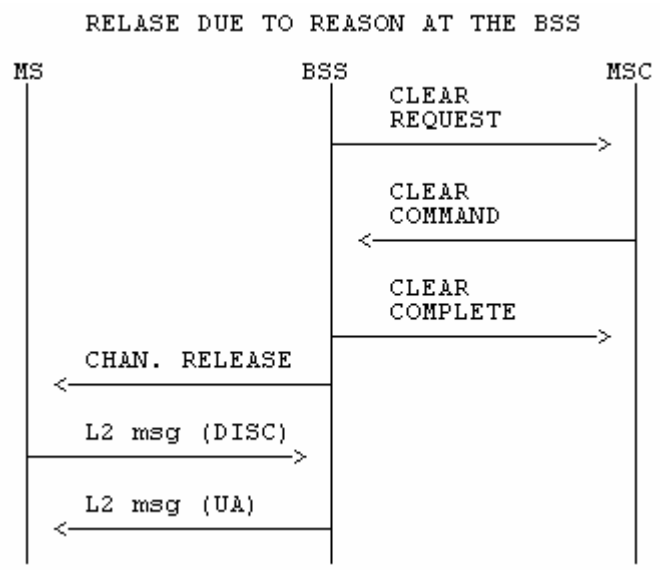 RELASE DUE TO REASON AT THE BSS
MS BSS MSC
CLEAR
REQUEST
CLEAR
COMMAND
CLEAR
COMPLETE
CHAN. RELEASE
L2 msg (DISC)
L2 msg (UA)